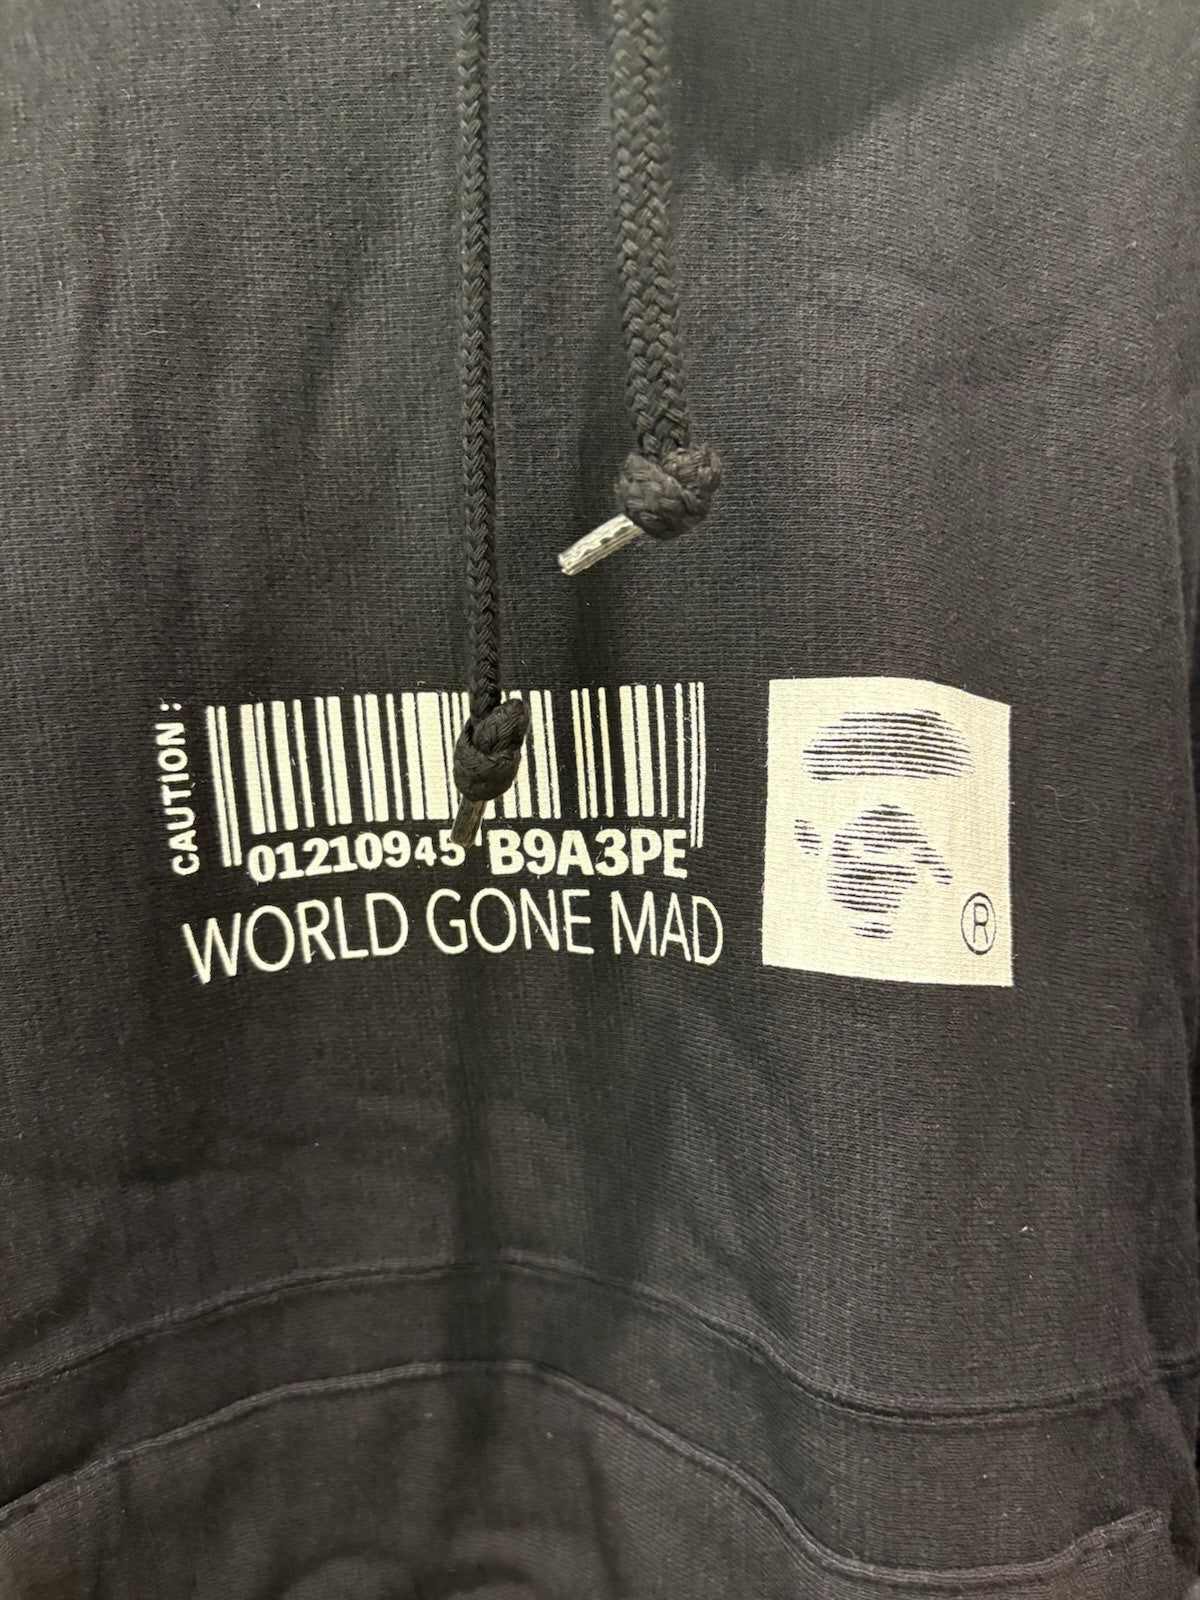 CAUTION :
01210945 B9A3PE
WORLD GONE MAD
®